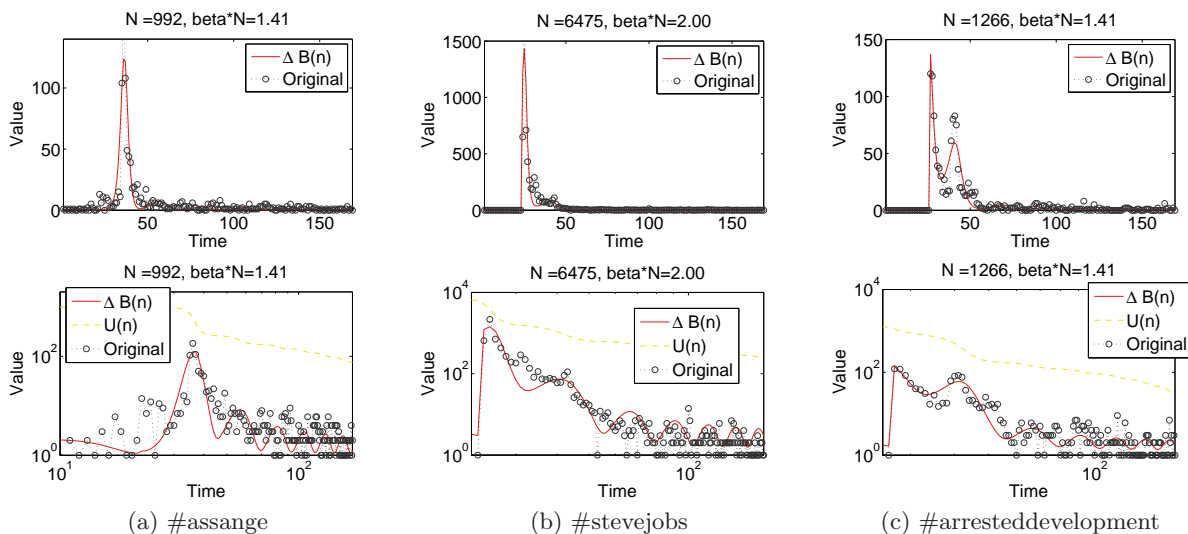 N =992, beta*N=1.41
Value
100
50
0
50
100
150
Time
Δ B(n)
Original
N =6475, beta*N=2.00
Value
1500
1000
500
0
50
100
150
Time
Δ B(n)
Original
N =1266, beta*N=1.41
Value
150
100
50
0
50
100
150
Time
Δ B(n)
Original
N =992, beta*N=1.41
Value
10^2
10^0
10^1
10^2
Time
Δ B(n)
U(n)
Original
(a) #assange
N =6475, beta*N=2.00
Value
10^4
10^2
10^0
10^2
Time
Δ B(n)
U(n)
Original
(b) #stevejobs
N =1266, beta*N=1.41
Value
10^4
10^2
10^0
10^2
Time
Δ B(n)
U(n)
Original
(c) #arresteddevelopment